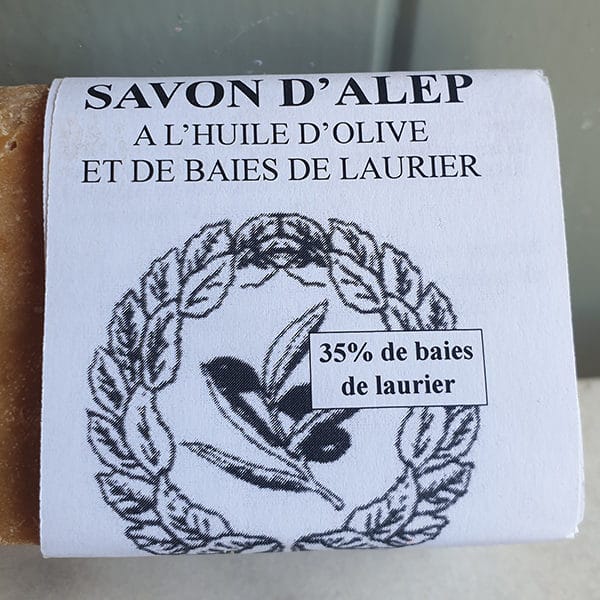 SAVON D'ALEP
A L'HUILE D'OLIVE
ET DE BAIES DE LAURIER
35% de baies
de laurier